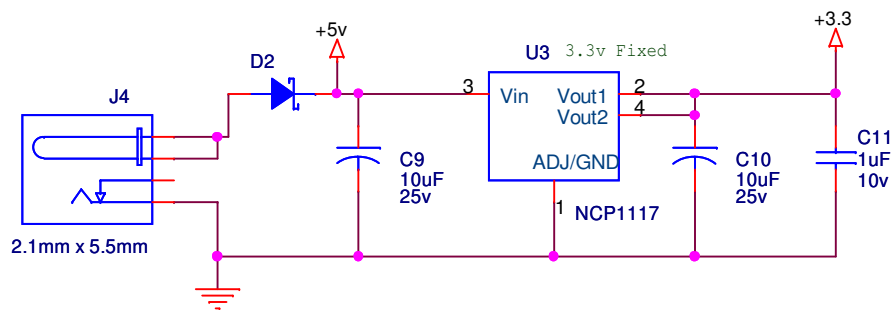 +5v
+3.3
D2
U3 3.3v Fixed
J4
3
Vin
Vout1
2
Vout2
4
C9
10uF
25v
ADJ/GND
C10
10uF
25v
C11
1uF
10v
1
NCP1117
2.1mm x 5.5mm